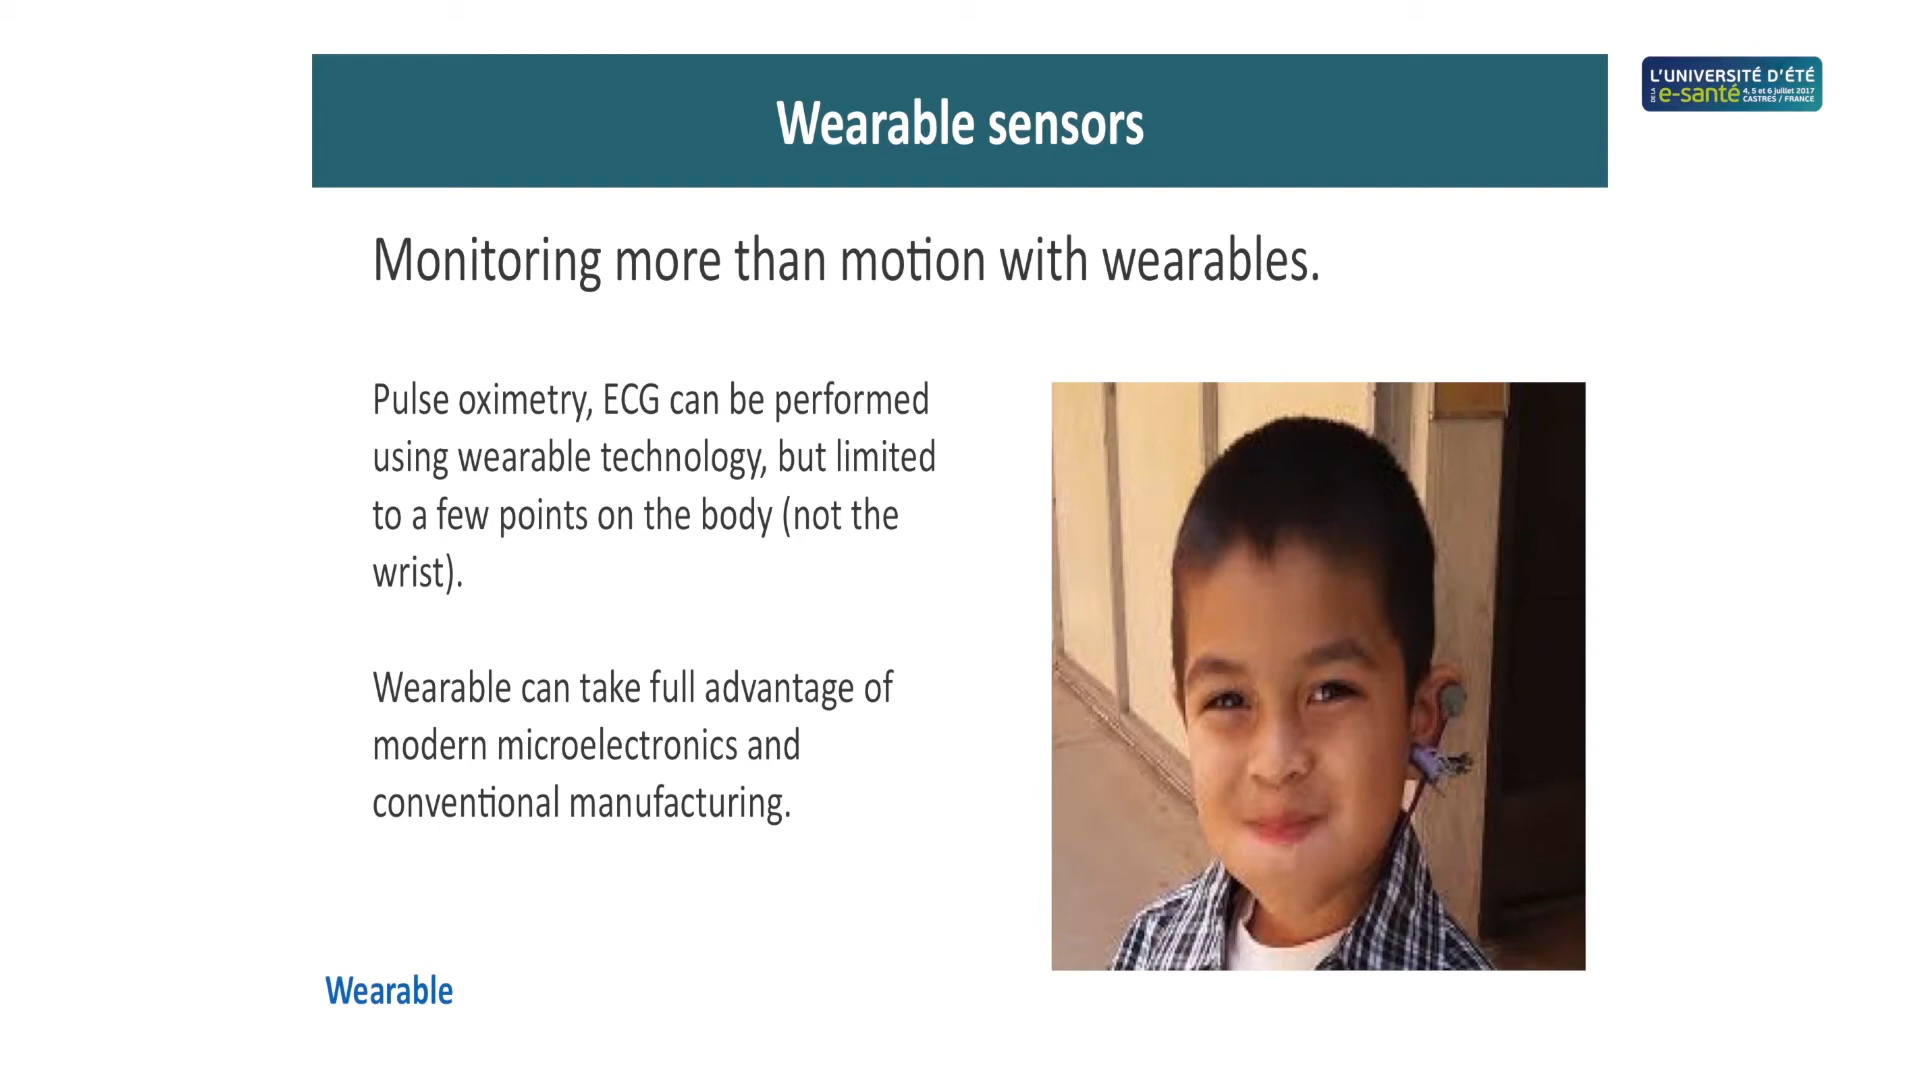 Wearable sensors
L'UNIVERSITÉ D'ÉTÉ
DE LA e-santé 4, 5 et 6 juillet 2017
CASTRES / FRANCE
Monitoring more than motion with wearables.
Pulse oximetry, ECG can be performed
using wearable technology, but limited
to a few points on the body (not the
wrist).
Wearable can take full advantage of
modern microelectronics and
conventional manufacturing.
Wearable